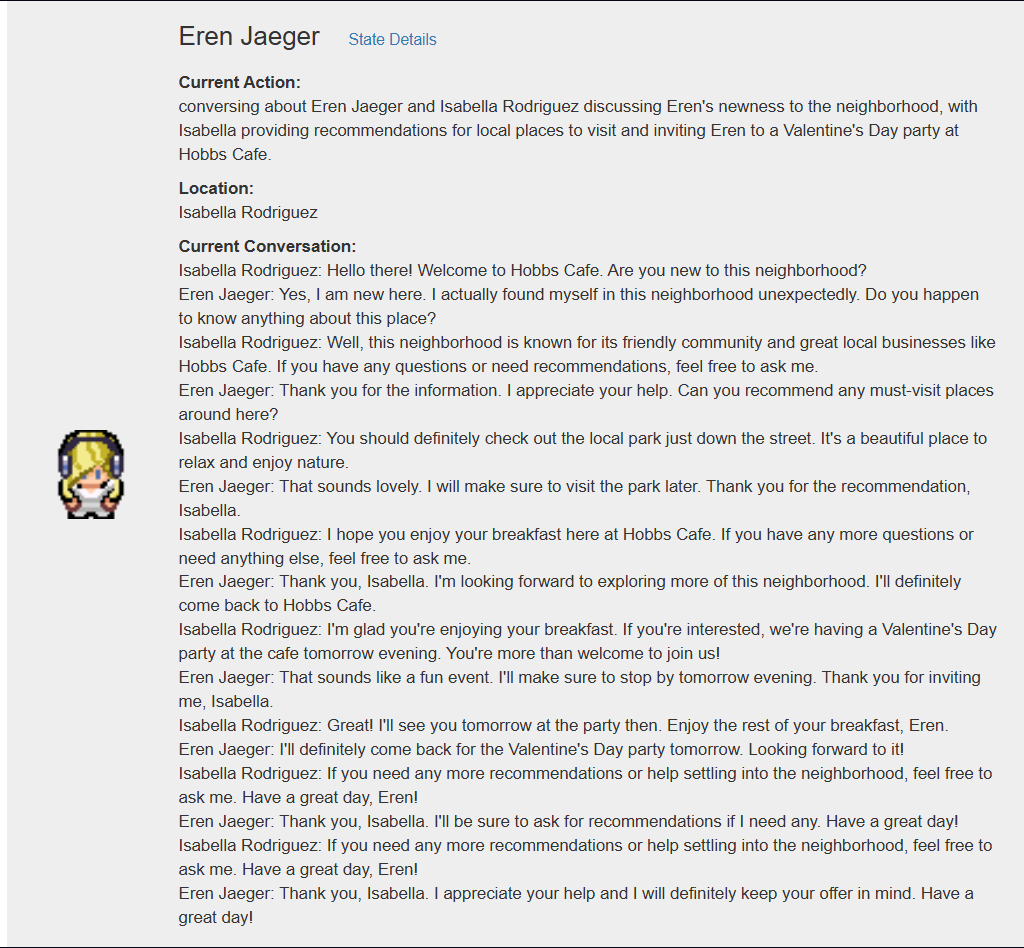 Eren Jaeger State Details
Current Action:
conversing about Eren Jaeger and Isabella Rodriguez discussing Eren's newness to the neighborhood, with
Isabella providing recommendations for local places to visit and inviting Eren to a Valentine's Day party at
Hobbs Cafe.
Location:
Isabella Rodriguez
Current Conversation:
Isabella Rodriguez: Hello there! Welcome to Hobbs Cafe. Are you new to this neighborhood?
Eren Jaeger: Yes, I am new here. I actually found myself in this neighborhood unexpectedly. Do you happen
to know anything about this place?
Isabella Rodriguez: Well, this neighborhood is known for its friendly community and great local businesses like
Hobbs Cafe. If you have any questions or need recommendations, feel free to ask me.
Eren Jaeger: Thank you for the information. I appreciate your help. Can you recommend any must-visit places
around here?
Isabella Rodriguez: You should definitely check out the local park just down the street. It's a beautiful place to
relax and enjoy nature.
Eren Jaeger: That sounds lovely. I will make sure to visit the park later. Thank you for the recommendation,
Isabella.
Isabella Rodriguez: I hope you enjoy your breakfast here at Hobbs Cafe. If you have any more questions or
need anything else, feel free to ask me.
Eren Jaeger: Thank you, Isabella. I'm looking forward to exploring more of this neighborhood. I'll definitely
come back to Hobbs Cafe.
Isabella Rodriguez: I'm glad you're enjoying your breakfast. If you're interested, we're having a Valentine's Day
party at the cafe tomorrow evening. You're more than welcome to join us!
Eren Jaeger: That sounds like a fun event. I'll make sure to stop by tomorrow evening. Thank you for inviting
me, Isabella.
Isabella Rodriguez: Great! I'll see you tomorrow at the party then. Enjoy the rest of your breakfast, Eren.
Eren Jaeger: I'll definitely come back for the Valentine's Day party tomorrow. Looking forward to it!
Isabella Rodriguez: If you need any more recommendations or help settling into the neighborhood, feel free to
ask me. Have a great day, Eren!
Eren Jaeger: Thank you, Isabella. I'll be sure to ask for recommendations if I need any. Have a great day!
Isabella Rodriguez: If you need any more recommendations or help settling into the neighborhood, feel free to
ask me. Have a great day, Eren!
Eren Jaeger: Thank you, Isabella. I appreciate your help and I will definitely keep your offer in mind. Have a
great day!